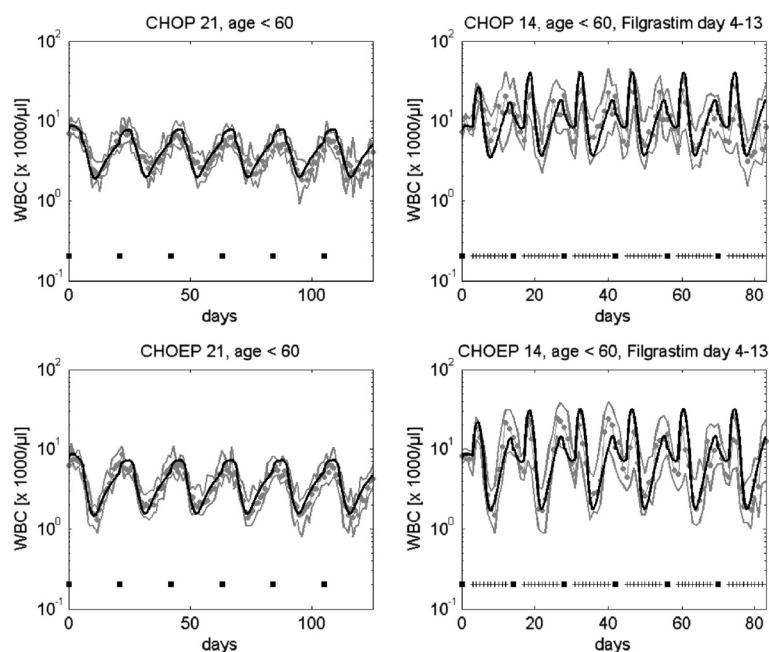 CHOP 21, age < 60
10^2
10^1
10^0
10^-1
WBC [x 1000/µl]
0
50
100
days
CHOP 14, age < 60, Filgrastim day 4-13
10^2
10^1
10^0
10^-1
WBC [x 1000/µl]
0
20
40
60
80
days
CHOEP 21, age < 60
10^2
10^1
10^0
10^-1
WBC [x 1000/µl]
0
50
100
days
CHOEP 14, age < 60, Filgrastim day 4-13
10^2
10^1
10^0
10^-1
WBC [x 1000/µl]
0
20
40
60
80
days